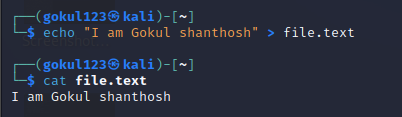 ┌──(gokul123㉿kali)-[~]
└─$ echo "I am Gokul shanthosh" > file.text
┌──(gokul123㉿kali)-[~]
└─$ cat file.text
I am Gokul shanthosh